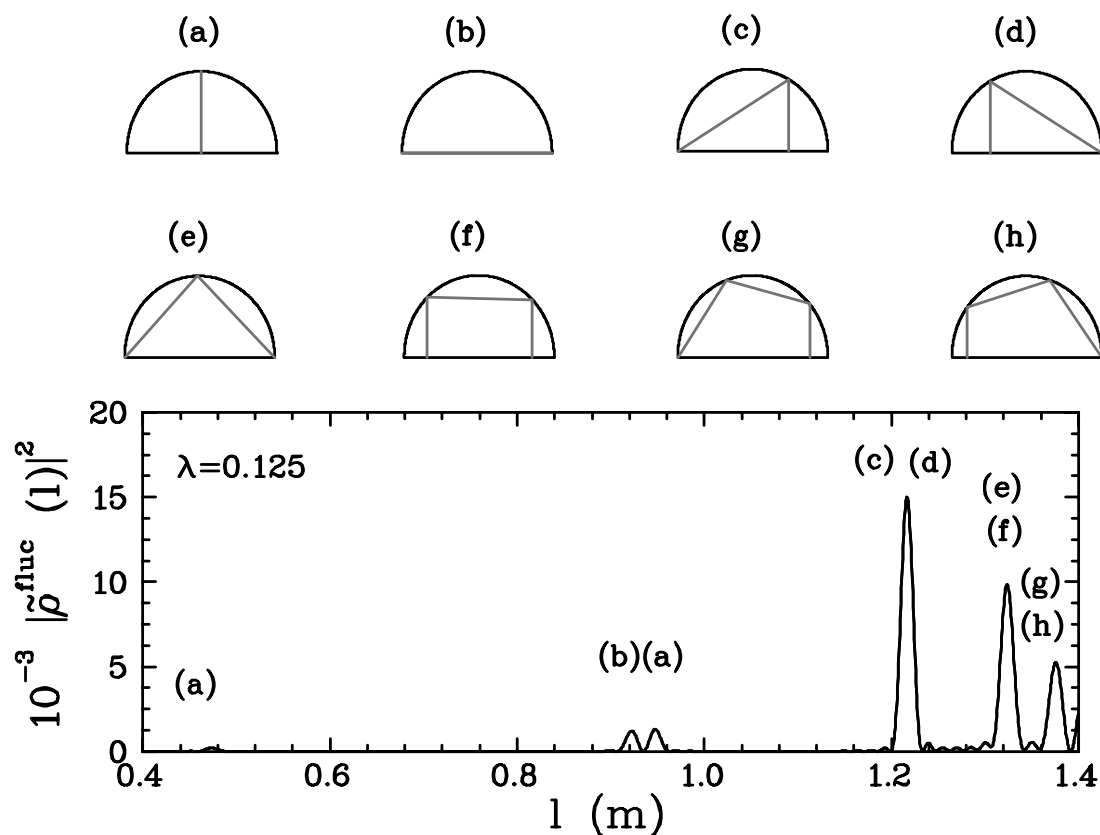 (a) (b) (c) (d)
(e) (f) (g) (h)
20
λ=0.125
(c) (d)
(e)
15
(f)
10
(g)
(h)
(b)(a)
5
(a)
0
10⁻³ |ρ̃ᶠˡᵘᶜ (l)|²
0.4 0.6 0.8 1.0 1.2 1.4
l (m)